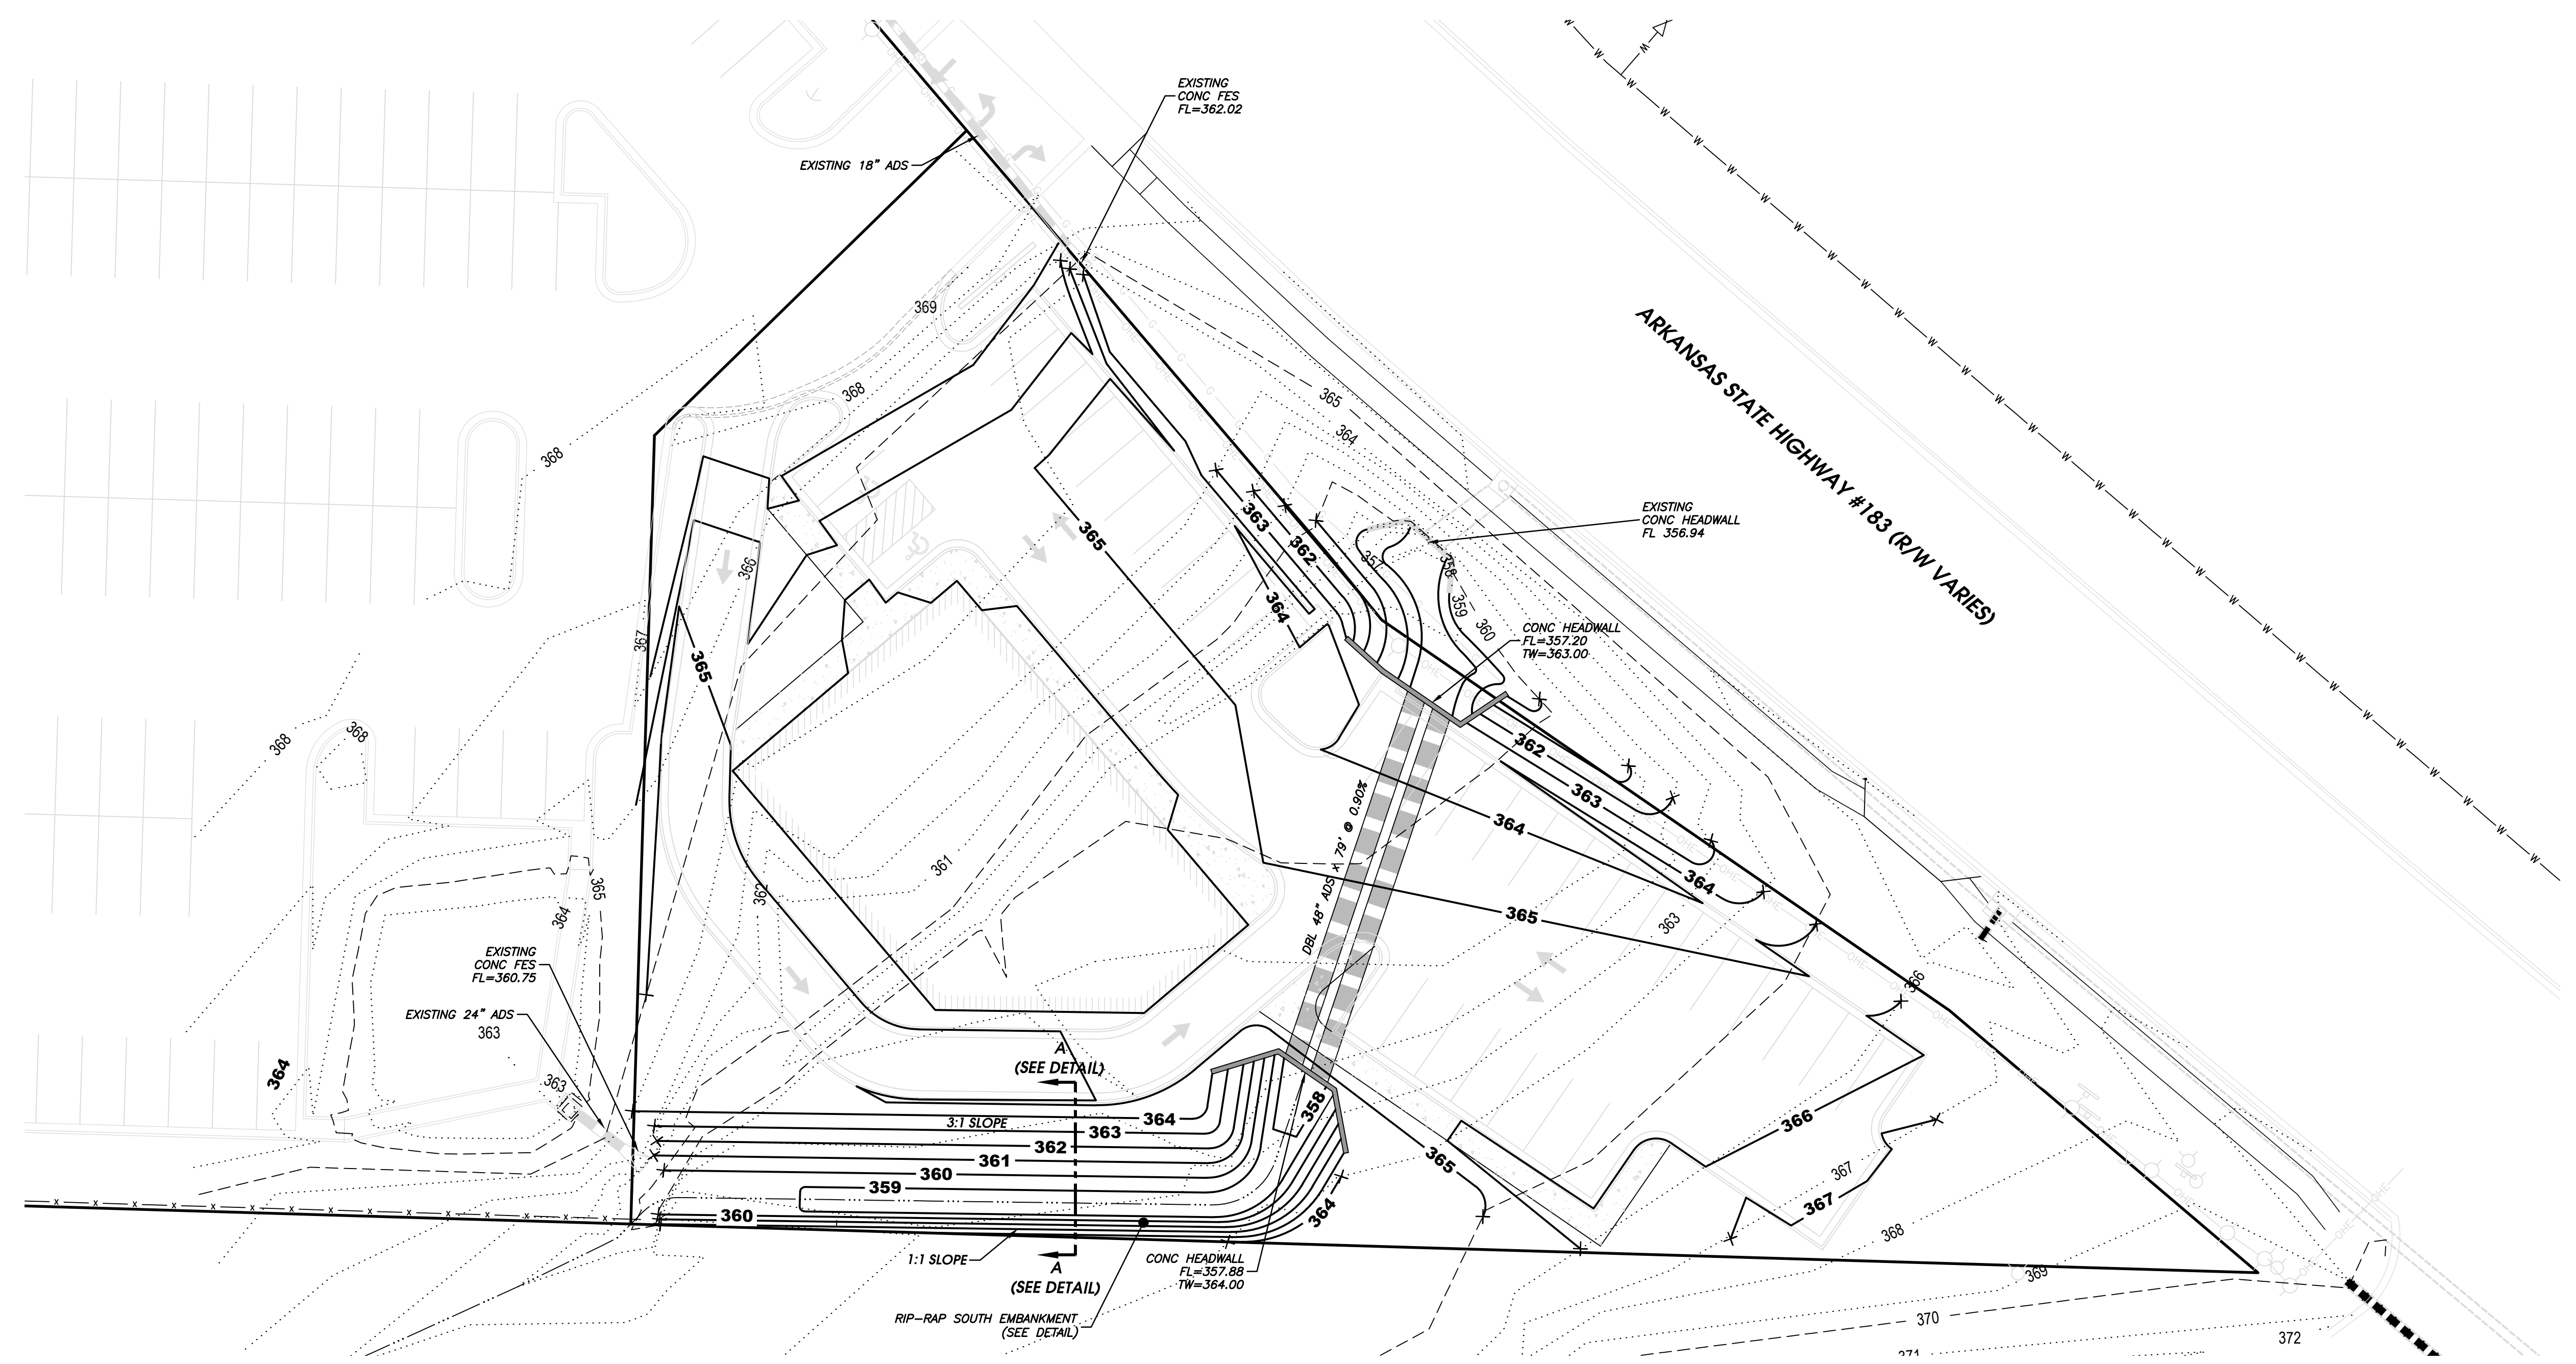 EXISTING
CONC FES
FL=362.02
EXISTING 18" ADS
369
368
368
365
364
ARKANSAS STATE HIGHWAY #183 (R/W VARIES)
EXISTING
CONC HEADWALL
FL 356.94
363
362
365
357
358
359
360
366
364
367
CONC HEADWALL
FL=357.20
TW=363.00
365
368
368
362
363
364
364
DBL 48" ADS x 79' @ 0.90%
361
362
365
364
365
363
366
EXISTING
CONC FES
FL=360.75
EXISTING 24" ADS
363
364
363
A
(SEE DETAIL)
3:1 SLOPE
364
363
362
361
360
359
360
358
364
365
366
367
367
368
369
370
371
372
1:1 SLOPE
A
(SEE DETAIL)
CONC HEADWALL
FL=357.88
TW=364.00
RIP-RAP SOUTH EMBANKMENT
(SEE DETAIL)